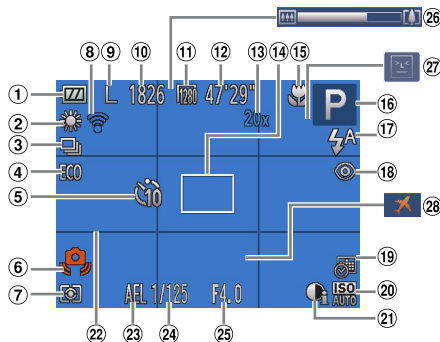 ⑧ ⑨ ⑩ ⑪ ⑫ ⑬ ⑭ ⑮ ㉖
① L 1826 1280 47'29" P ⑯ ㉗
② 20x A ⑰
③
④ ECO ⑱
⑤ 10 ㉘
⑥ ⑲
⑦ AEL 1/125 F4.0 i ISO AUTO ⑳
㉒ ㉓ ㉔ ㉕ ㉑